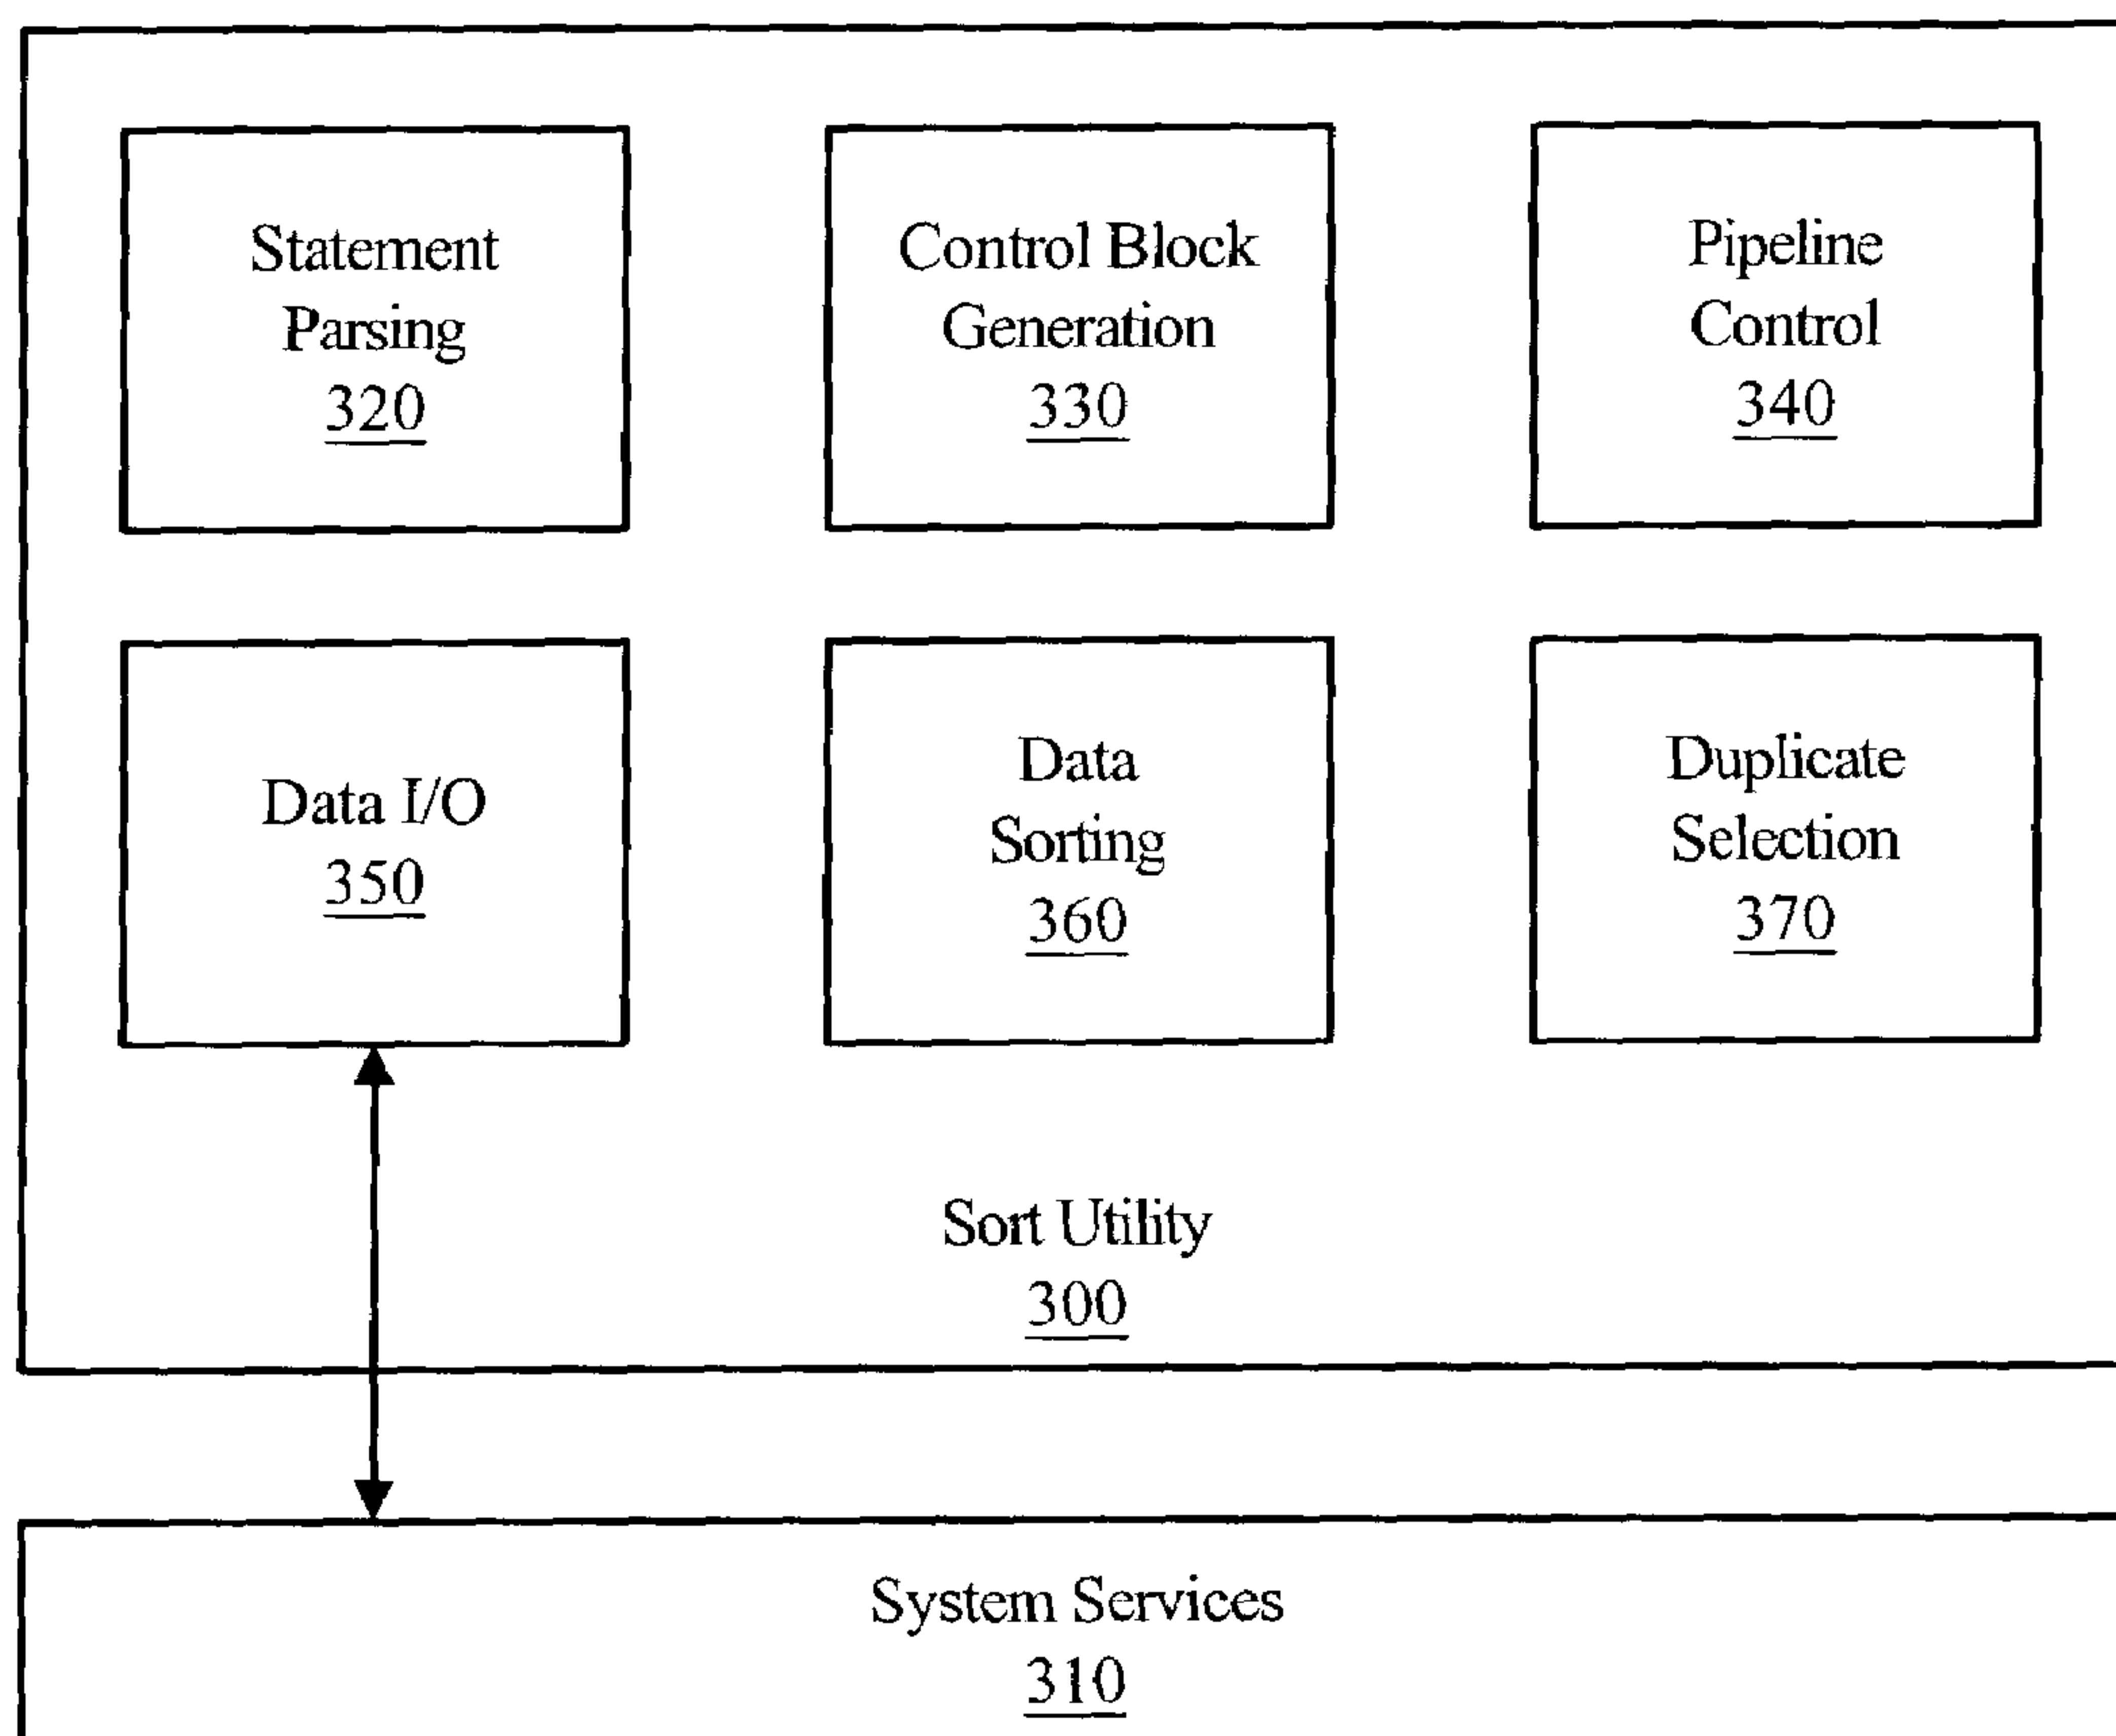 Statement
Parsing
320
Control Block
Generation
330
Pipeline
Control
340
Data I/O
350
Data
Sorting
360
Duplicate
Selection
370
Sort Utility
300
System Services
310